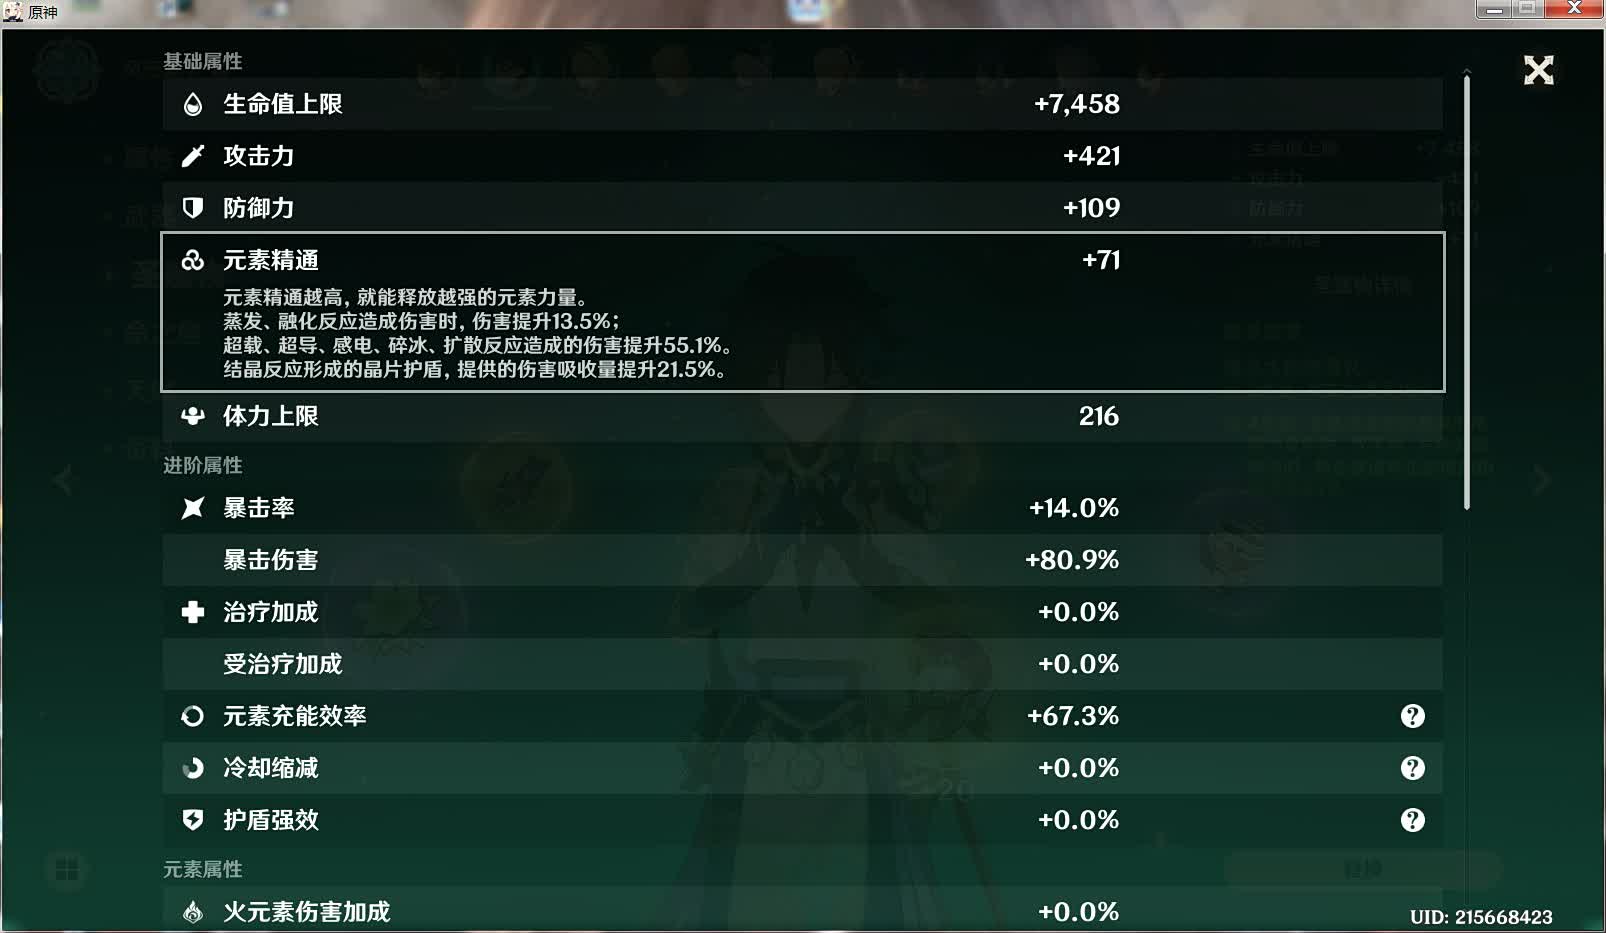 原神
基础属性
生命值上限 +7,458
攻击力 +421
防御力 +109
元素精通 +71
元素精通越高，就能释放越强的元素力量。
蒸发、融化反应造成伤害时，伤害提升13.5%；
超载、超导、感电、碎冰、扩散反应造成的伤害提升55.1%。
结晶反应形成的晶片护盾，提供的伤害吸收量提升21.5%。
体力上限 216
进阶属性
暴击率 +14.0%
暴击伤害 +80.9%
治疗加成 +0.0%
受治疗加成 +0.0%
元素充能效率 +67.3%
冷却缩减 +0.0%
护盾强效 +0.0%
元素属性
火元素伤害加成 +0.0%
UID: 215668423